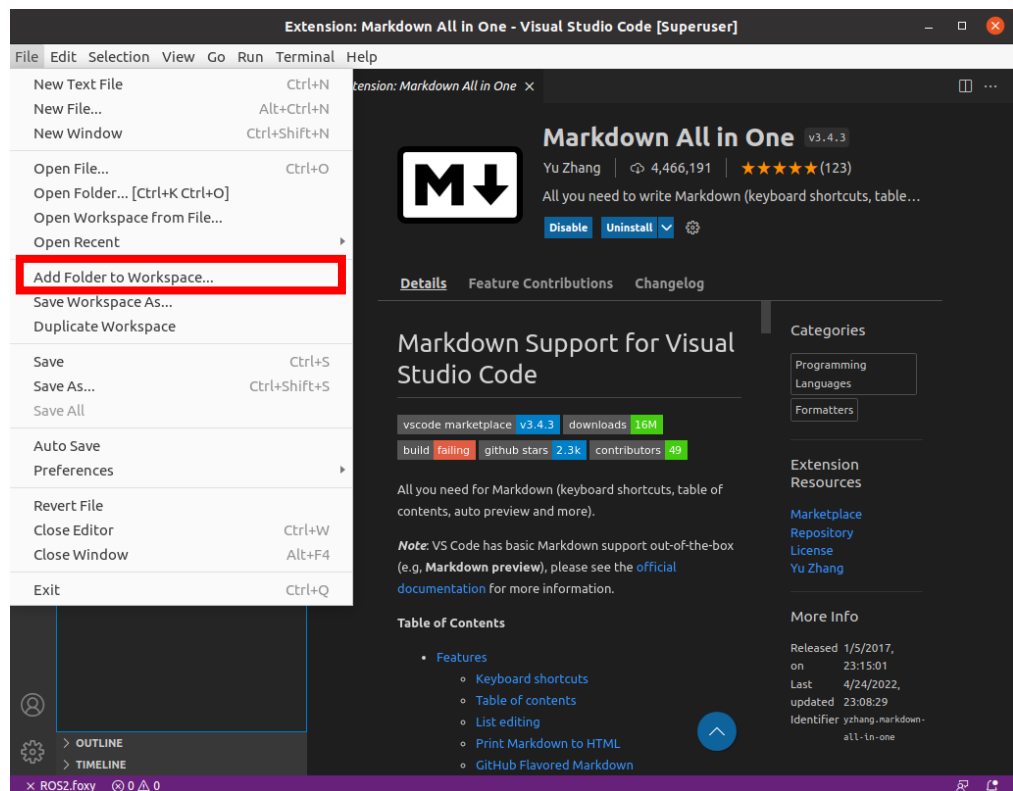 Extension: Markdown All in One - Visual Studio Code [Superuser]
File Edit Selection View Go Run Terminal Help
New Text File Ctrl+N
New File... Alt+Ctrl+N
New Window Ctrl+Shift+N
Open File... Ctrl+O
Open Folder... [Ctrl+K Ctrl+O]
Open Workspace from File...
Open Recent
Add Folder to Workspace...
Save Workspace As...
Duplicate Workspace
Save Ctrl+S
Save As... Ctrl+Shift+S
Save All
Auto Save
Preferences
Revert File
Close Editor Ctrl+W
Close Window Alt+F4
Exit Ctrl+Q
OUTLINE
TIMELINE
tension: Markdown All in One
M
Markdown All in One v3.4.3
Yu Zhang 4,466,191 (123)
All you need to write Markdown (keyboard shortcuts, table...
Disable Uninstall
Details Feature Contributions Changelog
Markdown Support for Visual
Studio Code
vscode marketplace v3.4.3 downloads 16M
build failing github stars 2.3k contributors 49
All you need for Markdown (keyboard shortcuts, table of
contents, auto preview and more).
Note: VS Code has basic Markdown support out-of-the-box
(e.g, Markdown preview), please see the official
documentation for more information.
Table of Contents
• Features
Keyboard shortcuts
Table of contents
List editing
Print Markdown to HTML
GitHub Flavored Markdown
Categories
Programming
Languages
Formatters
Extension
Resources
Marketplace
Repository
License
Yu Zhang
More Info
Released 1/5/2017,
on 23:15:01
Last 4/24/2022,
updated 23:08:29
Identifier yzhang.markdown-
all-in-one
ROS2.foxy 0 0